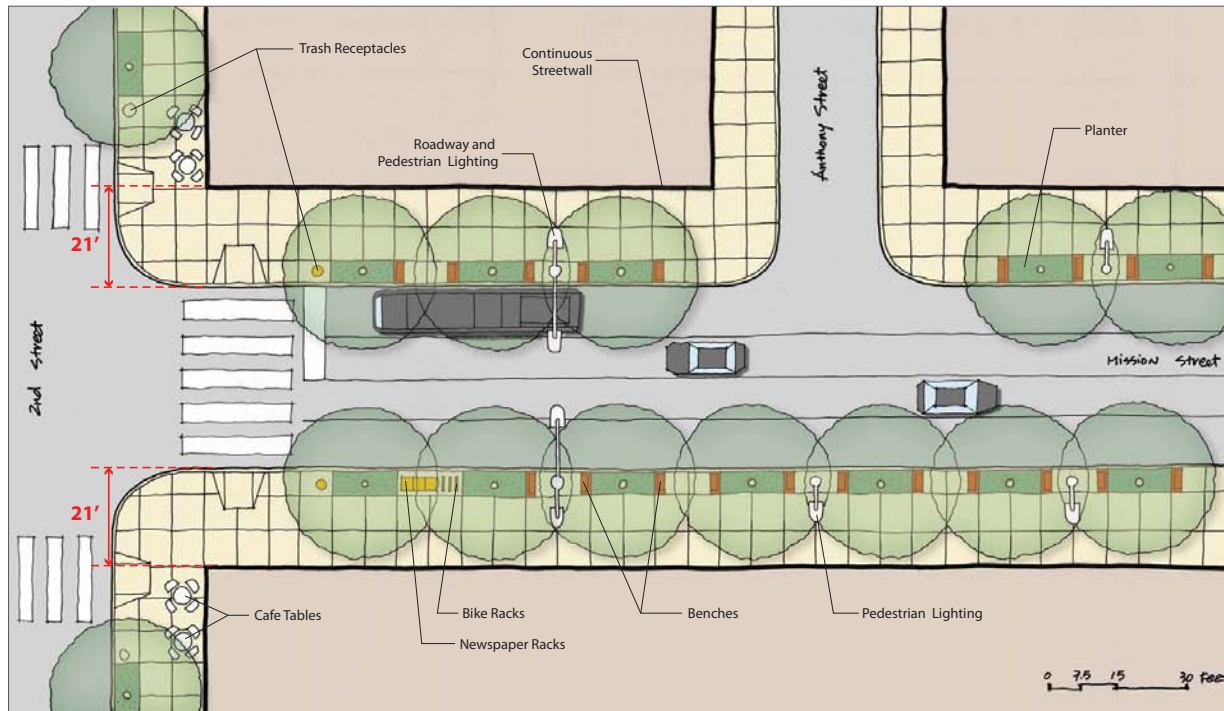 Trash Receptacles
Continuous
Streetwall
Roadway and
Pedestrian Lighting
Planter
Anthony Street
21’
2nd Street
Mission Street
21’
Cafe Tables
Bike Racks
Newspaper Racks
Benches
Pedestrian Lighting
0 7.5 15 30 Feet